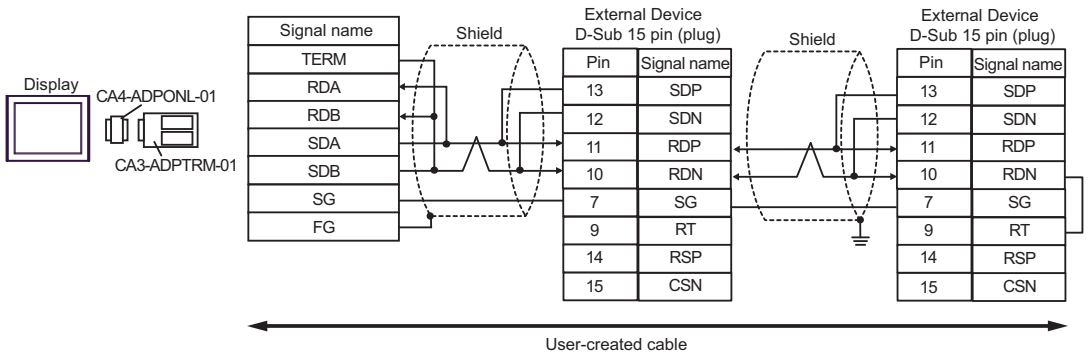 Display
CA4-ADPONL-01
CA3-ADPTRM-01
Signal name
TERM
RDA
RDB
SDA
SDB
SG
FG
Shield
External Device
D-Sub 15 pin (plug)
Pin Signal name
13 SDP
12 SDN
11 RDP
10 RDN
7 SG
9 RT
14 RSP
15 CSN
Shield
External Device
D-Sub 15 pin (plug)
Pin Signal name
13 SDP
12 SDN
11 RDP
10 RDN
7 SG
9 RT
14 RSP
15 CSN
User-created cable